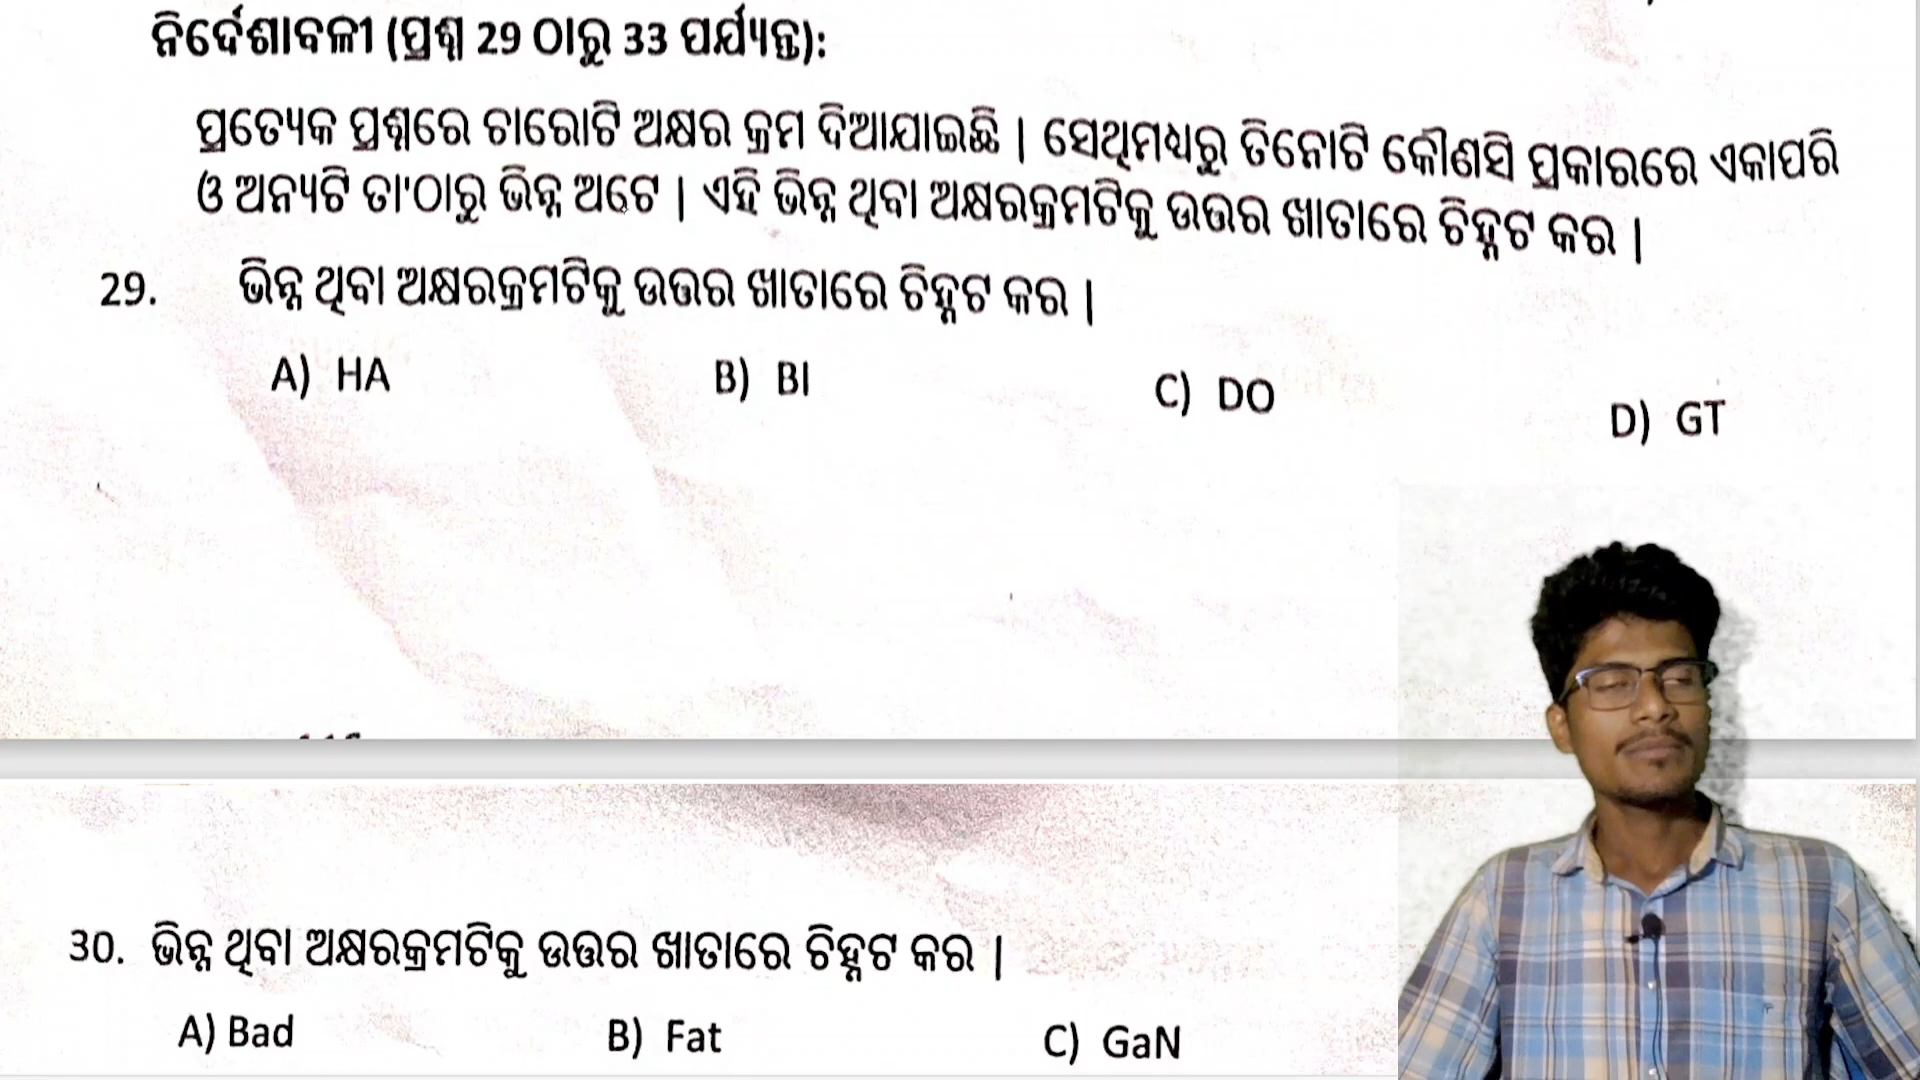 ନିର୍ଦେଶାବଳୀ (ପ୍ରଶ୍ନ 29 ଠାରୁ 33 ପର୍ଯ୍ୟନ୍ତ):
ପ୍ରତ୍ୟେକ ପ୍ରଶ୍ନରେ ଚାରୋଟି ଅକ୍ଷର କ୍ରମ ଦିଆଯାଇଛି | ସେଥିମଧ୍ୟରୁ ତିନୋଟି କୌଣସି ପ୍ରକାରରେ ଏକାପରି
ଓ ଅନ୍ୟଟି ତା'ଠାରୁ ଭିନ୍ନ ଅଟେ | ଏହି ଭିନ୍ନ ଥିବା ଅକ୍ଷରକ୍ରମଟିକୁ ଉତ୍ତର ଖାତାରେ ଚିହ୍ନଟ କର |
29. ଭିନ୍ନ ଥିବା ଅକ୍ଷରକ୍ରମଟିକୁ ଉତ୍ତର ଖାତାରେ ଚିହ୍ନଟ କର |
A) HA B) BI C) DO D) GT
30. ଭିନ୍ନ ଥିବା ଅକ୍ଷରକ୍ରମଟିକୁ ଉତ୍ତର ଖାତାରେ ଚିହ୍ନଟ କର |
A) Bad B) Fat C) GaN